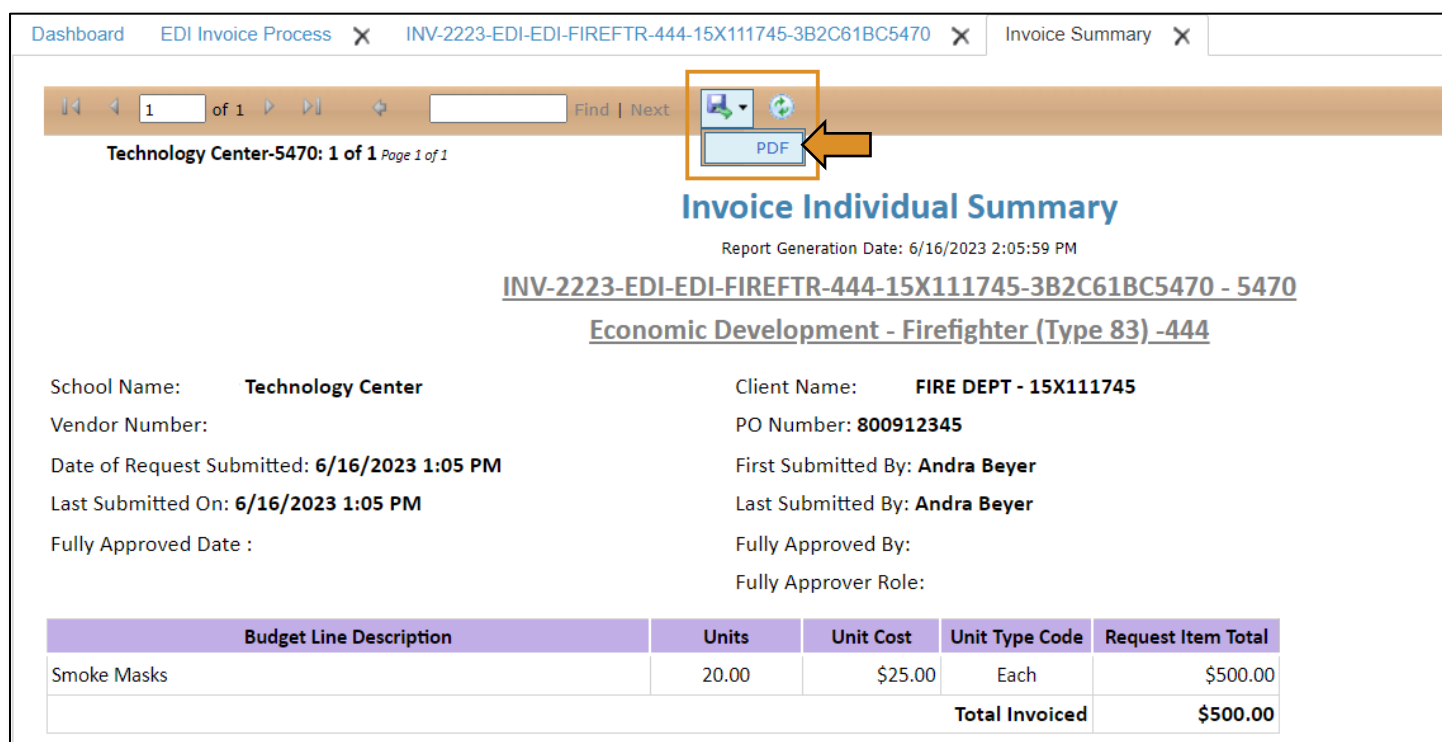 Dashboard EDI Invoice Process INV-2223-EDI-EDI-FIREFTR-444-15X111745-3B2C61BC5470 Invoice Summary
1 of 1 Find | Next
PDF
Technology Center-5470: 1 of 1 Page 1 of 1
Invoice Individual Summary
Report Generation Date: 6/16/2023 2:05:59 PM
INV-2223-EDI-EDI-FIREFTR-444-15X111745-3B2C61BC5470 - 5470
Economic Development - Firefighter (Type 83) -444
School Name: Technology Center Client Name: FIRE DEPT - 15X111745
Vendor Number: PO Number: 800912345
Date of Request Submitted: 6/16/2023 1:05 PM First Submitted By: Andra Beyer
Last Submitted On: 6/16/2023 1:05 PM Last Submitted By: Andra Beyer
Fully Approved Date : Fully Approved By:
Fully Approver Role:
Budget Line Description Units Unit Cost Unit Type Code Request Item Total
Smoke Masks 20.00 $25.00 Each $500.00
Total Invoiced $500.00